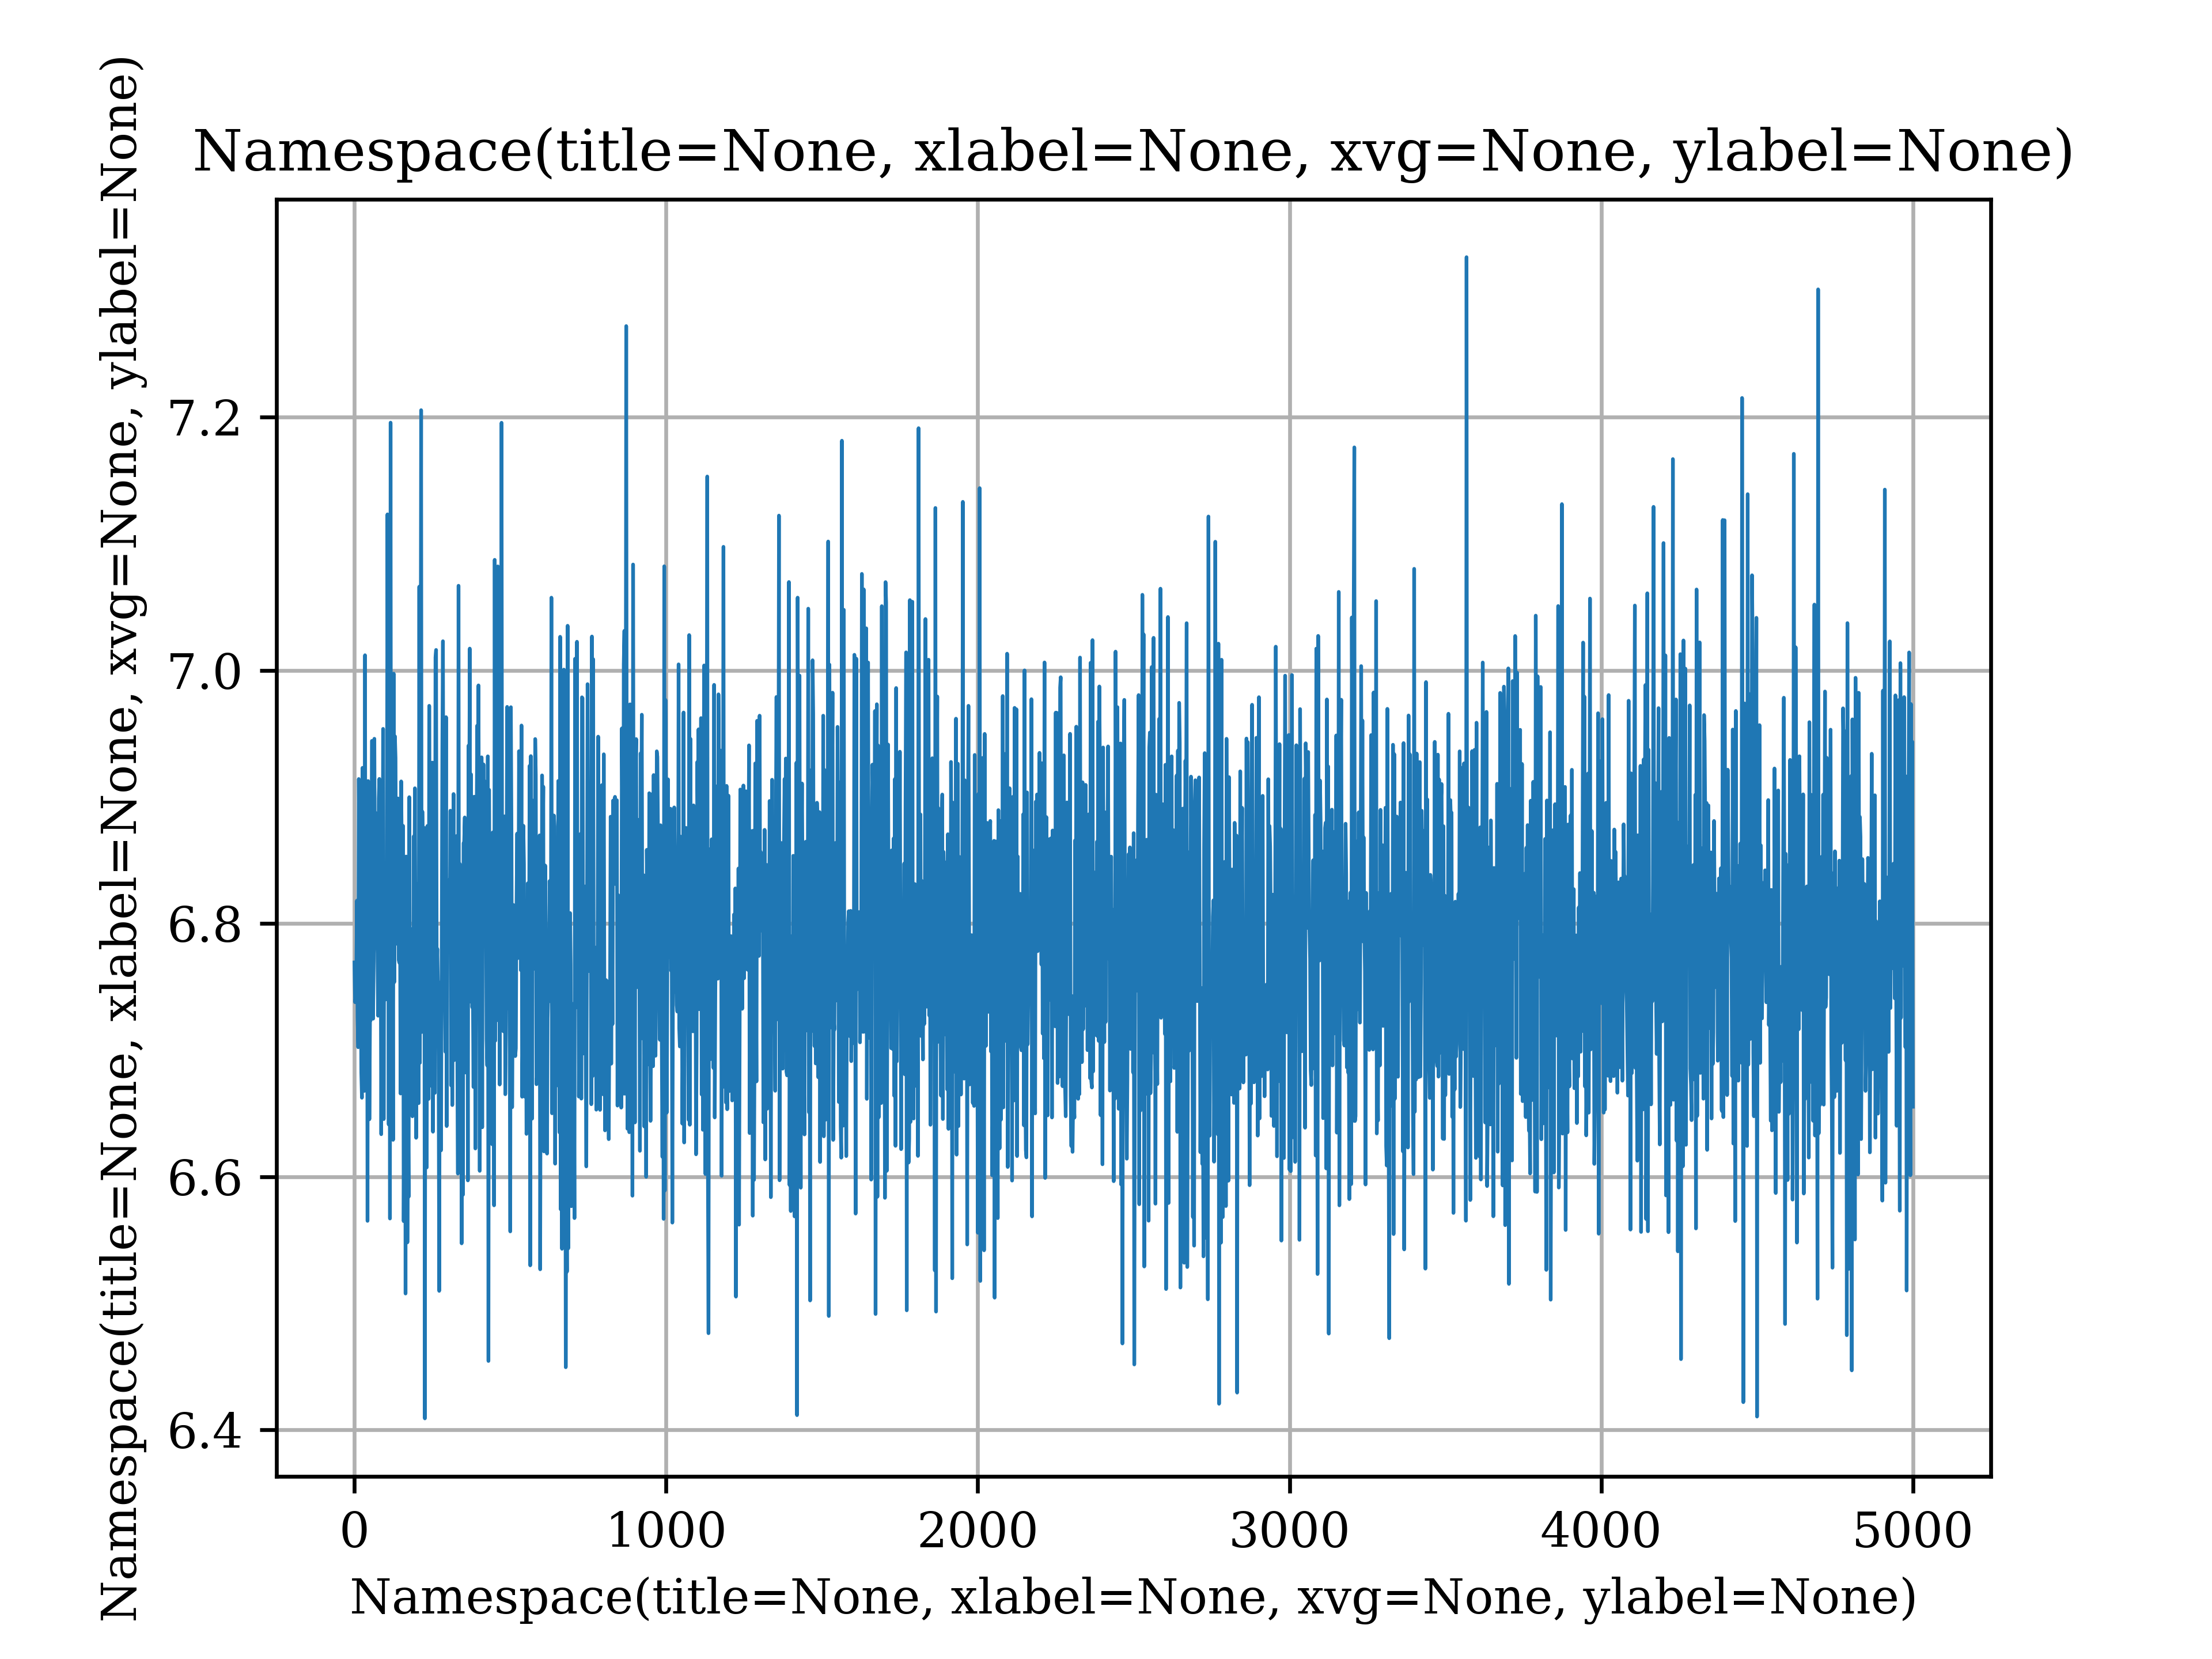 Namespace(title=None, xlabel=None, xvg=None, ylabel=None)
Namespace(title=None, xlabel=None, xvg=None, ylabel=None)
7.2
7.0
6.8
6.6
6.4
0 1000 2000 3000 4000 5000
Namespace(title=None, xlabel=None, xvg=None, ylabel=None)